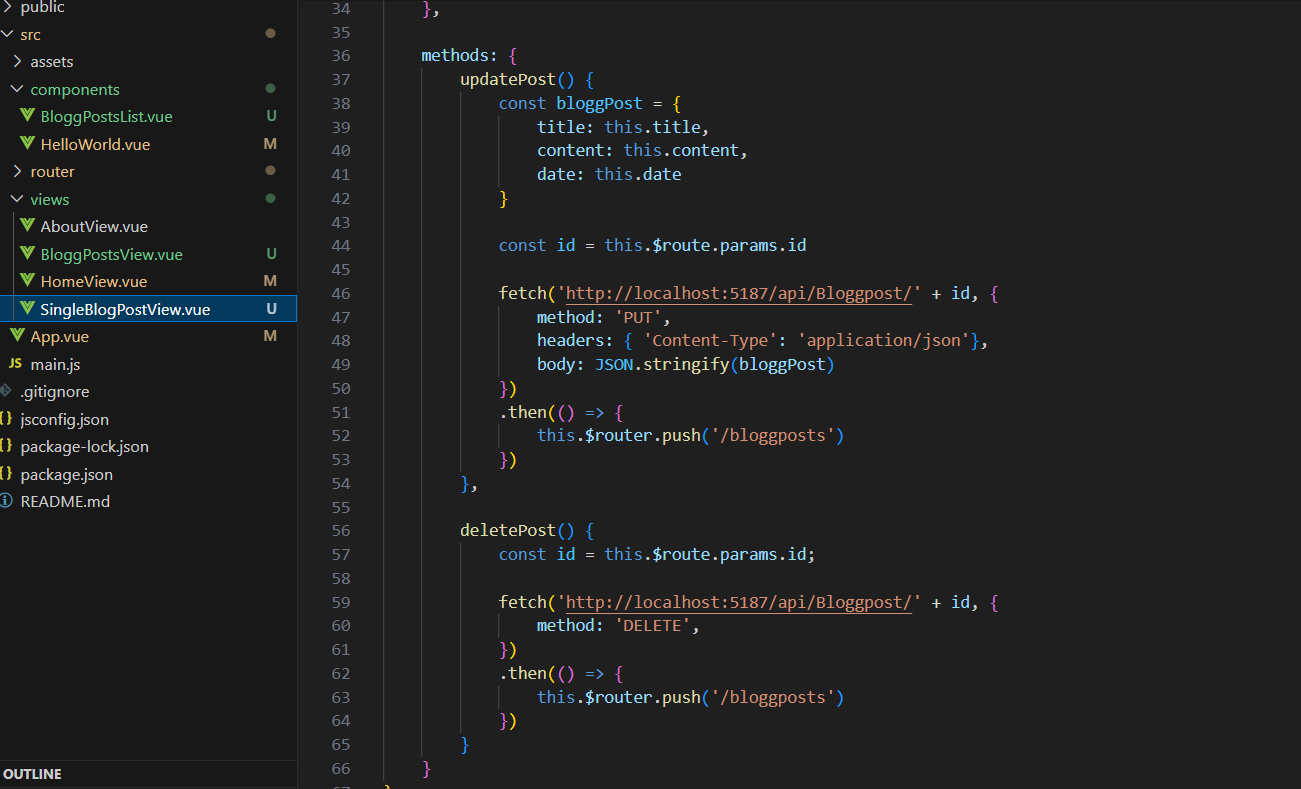 public
src
assets
components
BloggPostsList.vue U
HelloWorld.vue M
router
views
AboutView.vue
BloggPostsView.vue U
HomeView.vue M
SingleBlogPostView.vue U
App.vue M
JS main.js
.gitignore
{} jsconfig.json
{} package-lock.json
{} package.json
README.md
OUTLINE
34 },
35
36 methods: {
37 updatePost() {
38 const bloggPost = {
39 title: this.title,
40 content: this.content,
41 date: this.date
42 }
43
44 const id = this.$route.params.id
45
46 fetch('http://localhost:5187/api/Bloggpost/' + id, {
47 method: 'PUT',
48 headers: { 'Content-Type': 'application/json'},
49 body: JSON.stringify(bloggPost)
50 })
51 .then(() => {
52 this.$router.push('/bloggposts')
53 })
54 },
55
56 deletePost() {
57 const id = this.$route.params.id;
58
59 fetch('http://localhost:5187/api/Bloggpost/' + id, {
60 method: 'DELETE',
61 })
62 .then(() => {
63 this.$router.push('/bloggposts')
64 })
65 }
66 }